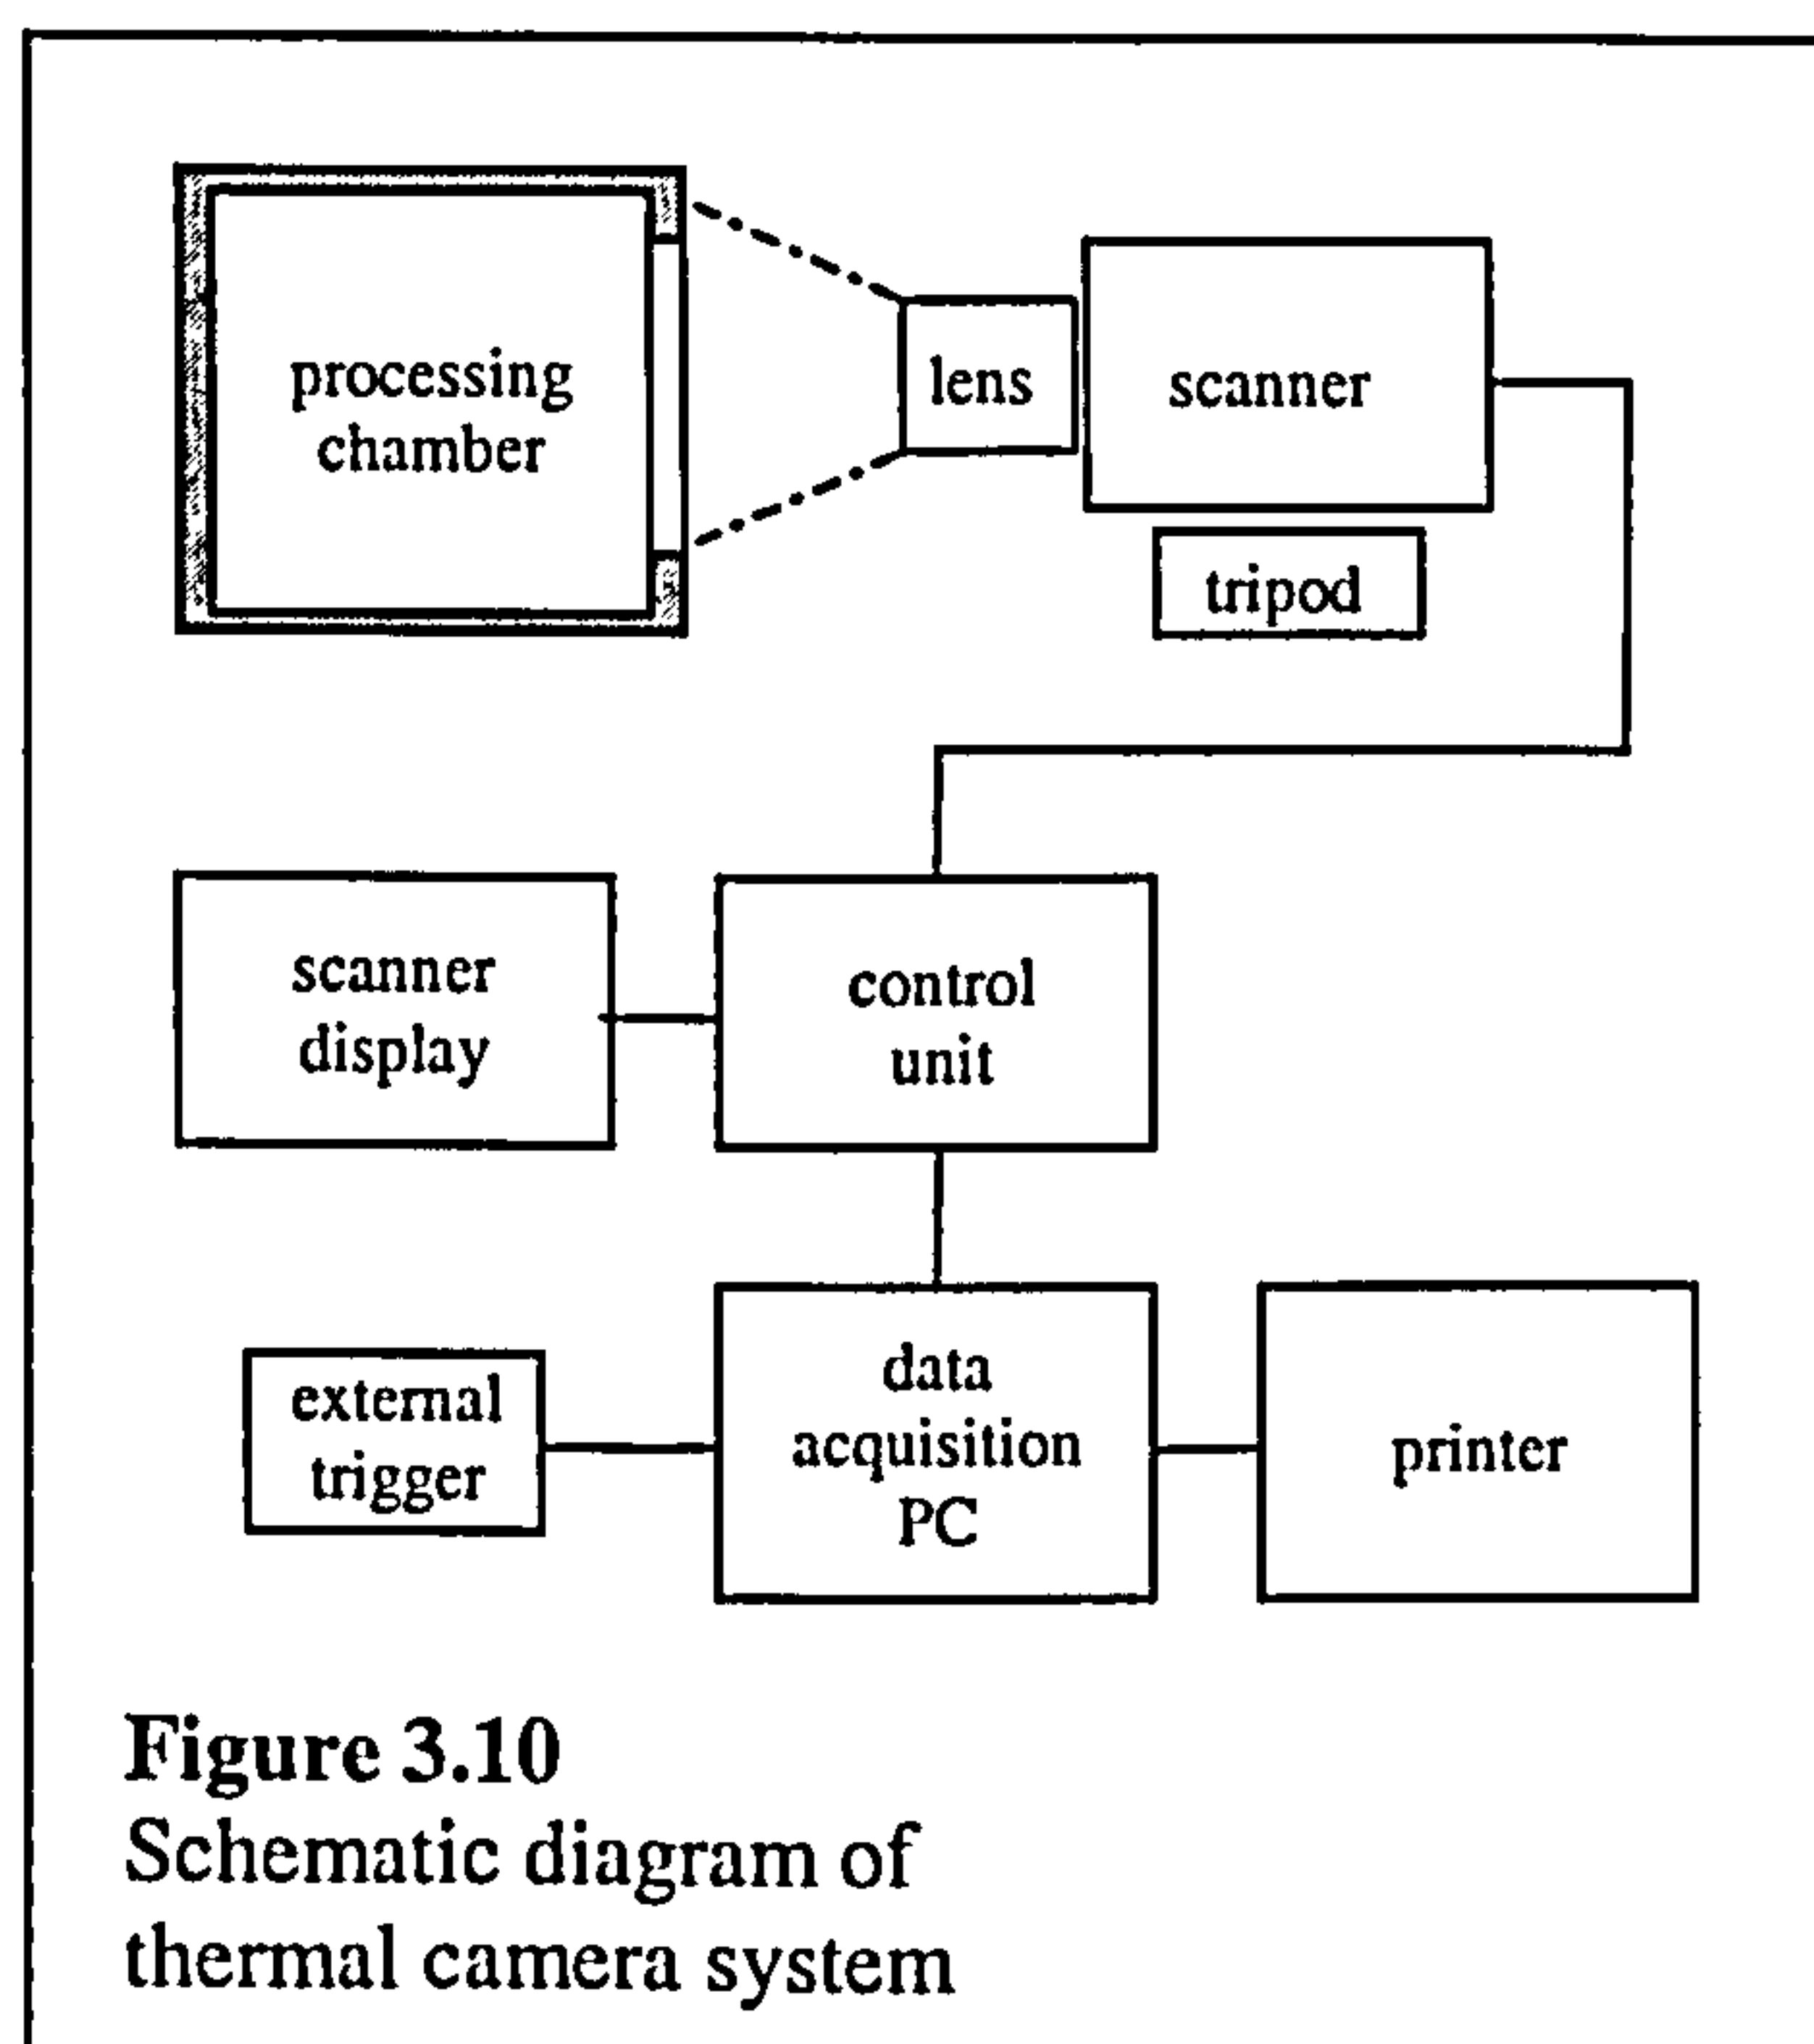 processing
chamber
lens
scanner
tripod
scanner
display
control
unit
external
trigger
data
acquisition
PC
printer
Figure 3.10
Schematic diagram of
thermal camera system